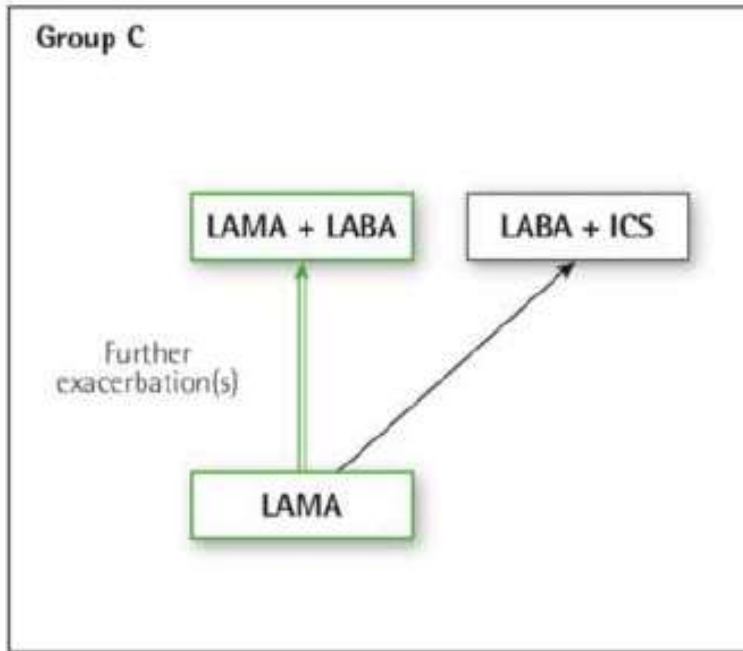 Group C
LAMA + LABA
LABA + ICS
Further
exacerbation(s)
LAMA